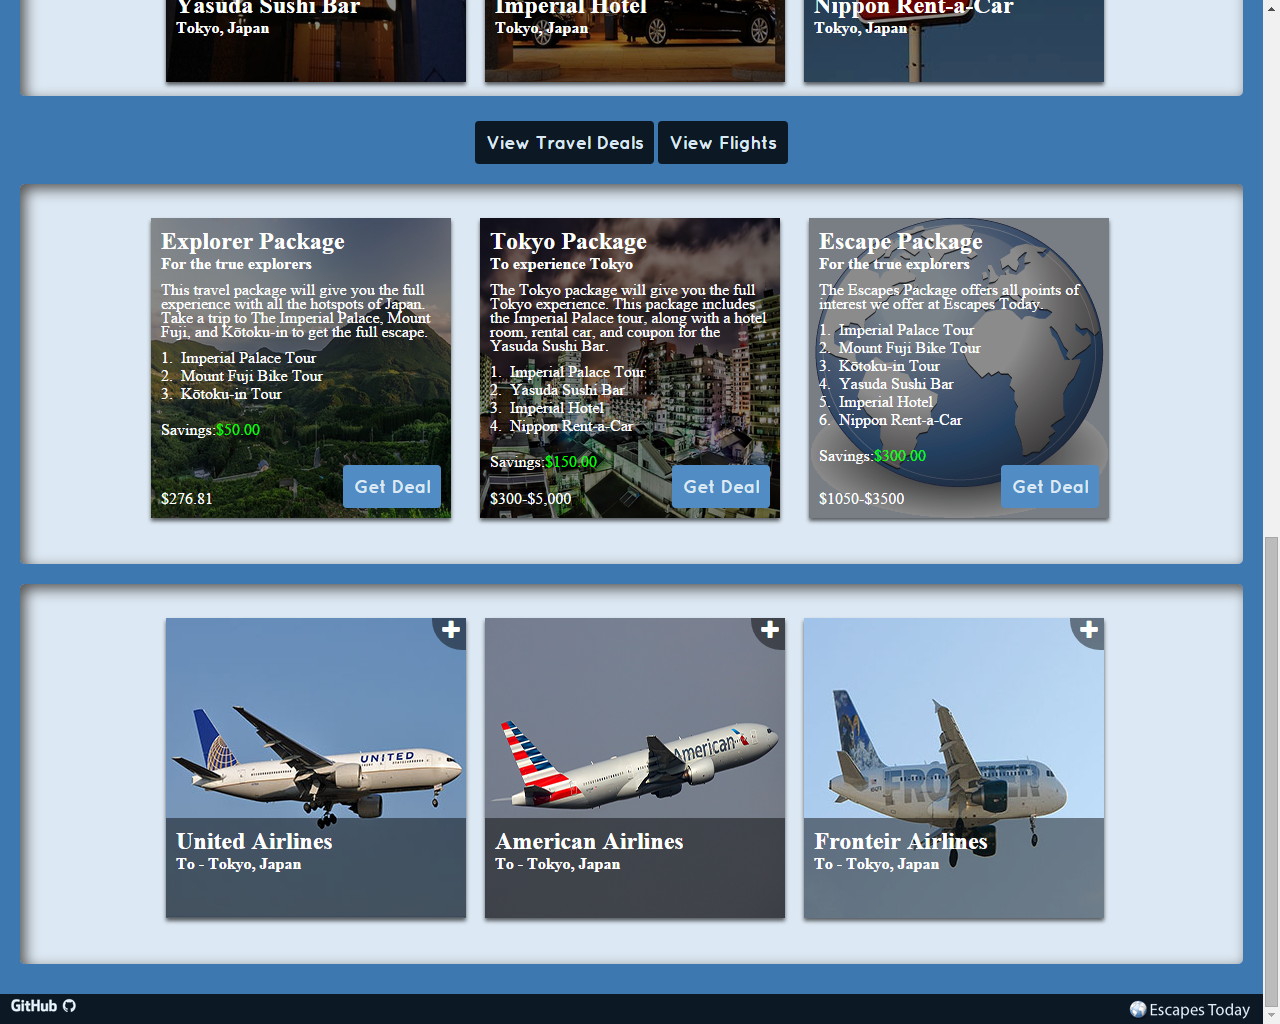 Yasuda Sushi Bar
Tokyo, Japan
Imperial Hotel
Tokyo, Japan
Nippon Rent-a-Car
Tokyo, Japan
View Travel Deals
View Flights
Explorer Package
For the true explorers
This travel package will give you the full
experience with all the hotspots of Japan.
Take a trip to The Imperial Palace, Mount
Fuji, and Kōtoku-in to get the full escape.
1. Imperial Palace Tour
2. Mount Fuji Bike Tour
3. Kōtoku-in Tour
Savings:$50.00
$276.81
Get Deal
Tokyo Package
To experience Tokyo
The Tokyo package will give you the full
Tokyo experience. This package includes
the Imperial Palace tour, along with a hotel
room, rental car, and coupon for the
Yasuda Sushi Bar.
1. Imperial Palace Tour
2. Yasuda Sushi Bar
3. Imperial Hotel
4. Nippon Rent-a-Car
Savings:$150.00
$300-$5,000
Get Deal
Escape Package
For the true explorers
The Escapes Package offers all points of
interest we offer at Escapes Today.
1. Imperial Palace Tour
2. Mount Fuji Bike Tour
3. Kōtoku-in Tour
4. Yasuda Sushi Bar
5. Imperial Hotel
6. Nippon Rent-a-Car
Savings:$300.00
$1050-$3500
Get Deal
UNITED
United Airlines
To - Tokyo, Japan
American
American Airlines
To - Tokyo, Japan
FRONTIER
Fronteir Airlines
To - Tokyo, Japan
GitHub
Escapes Today